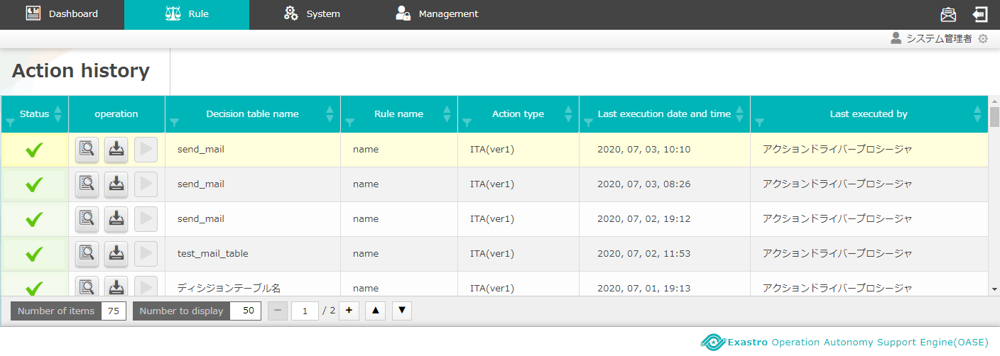 Dashboard Rule System Management
システム管理者
Action history
Status operation Decision table name Rule name Action type Last execution date and time Last executed by
send_mail name ITA(ver1) 2020, 07, 03, 10:10 アクションドライバープロシージャ
send_mail name ITA(ver1) 2020, 07, 03, 08:26 アクションドライバープロシージャ
send_mail name ITA(ver1) 2020, 07, 02, 19:12 アクションドライバープロシージャ
test_mail_table name ITA(ver1) 2020, 07, 02, 11:53 アクションドライバープロシージャ
ディシジョンテーブル名 name ITA(ver1) 2020, 07, 01, 19:13 アクションドライバープロシージャ
Number of items 75 Number to display 50 − 1 / 2 + ▲ ▼
Exastro Operation Autonomy Support Engine(OASE)